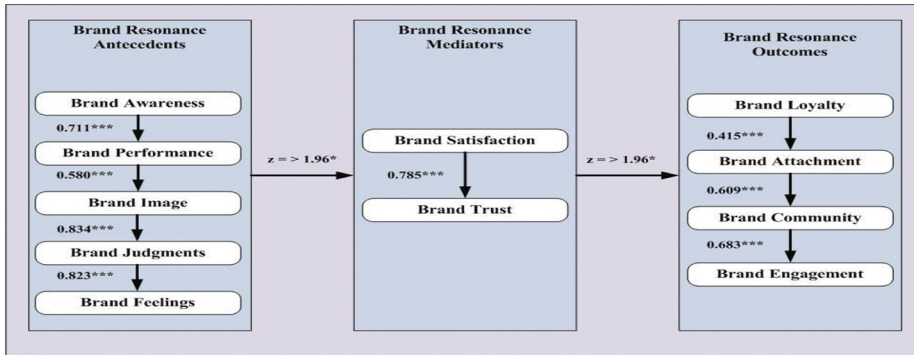 Brand Resonance
Antecedents
Brand Awareness
0.711***
Brand Performance
0.580***
Brand Image
0.834***
Brand Judgments
0.823***
Brand Feelings
z = > 1.96*
Brand Resonance
Mediators
Brand Satisfaction
0.785***
Brand Trust
z = > 1.96*
Brand Resonance
Outcomes
Brand Loyalty
0.415***
Brand Attachment
0.609***
Brand Community
0.683***
Brand Engagement